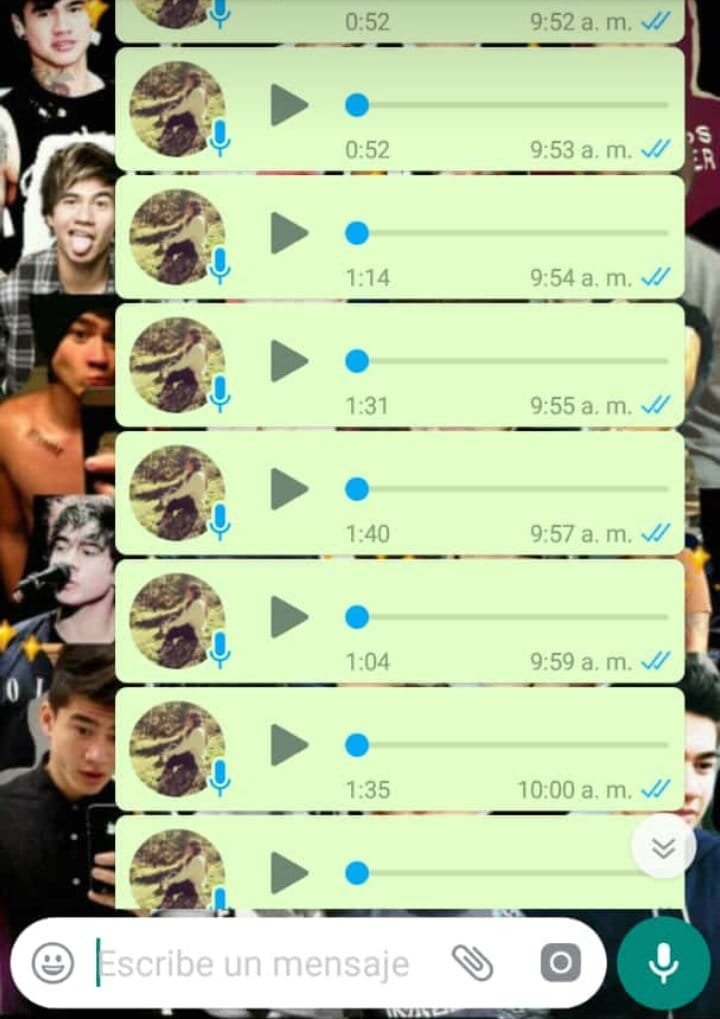 0:52 9:52 a. m.
0:52 9:53 a. m.
1:14 9:54 a. m.
1:31 9:55 a. m.
1:40 9:57 a. m.
1:04 9:59 a. m.
1:35 10:00 a. m.
Escribe un mensaje